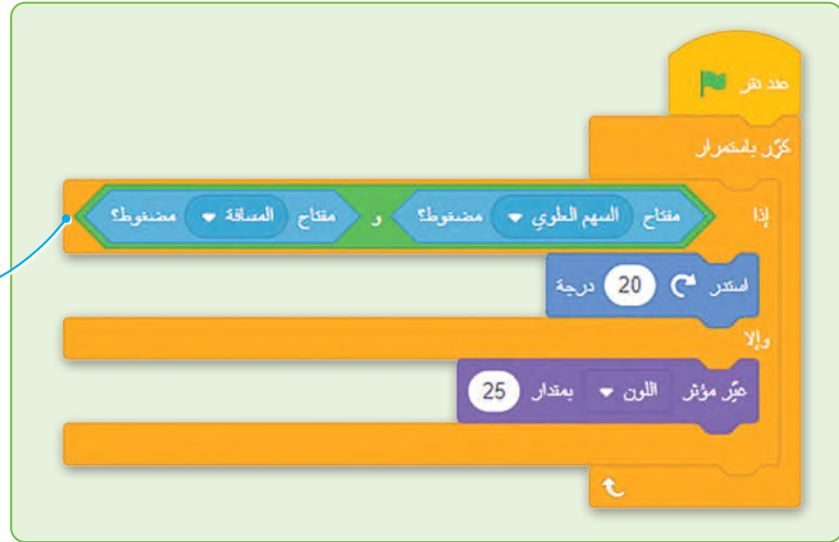 عند نقر
كرّر باستمرار
إذا مفتاح السهم العلوي مضغوط؟ و مفتاح المسافة مضغوط؟
استدر 20 درجة
وإلا
غيّر مؤثر اللون بمقدار 25